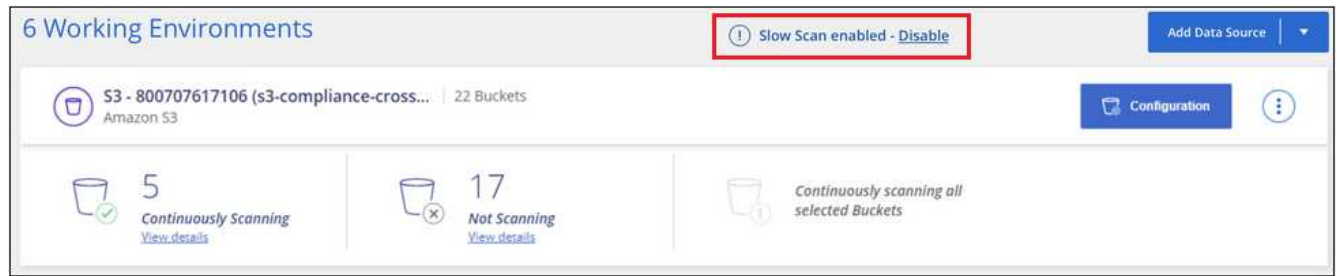 6 Working Environments
Slow Scan enabled - Disable
Add Data Source
S3 - 800707617106 (s3-compliance-cross... | 22 Buckets
Amazon S3
Configuration
5
Continuously Scanning
View details
17
Not Scanning
View details
Continuously scanning all
selected Buckets